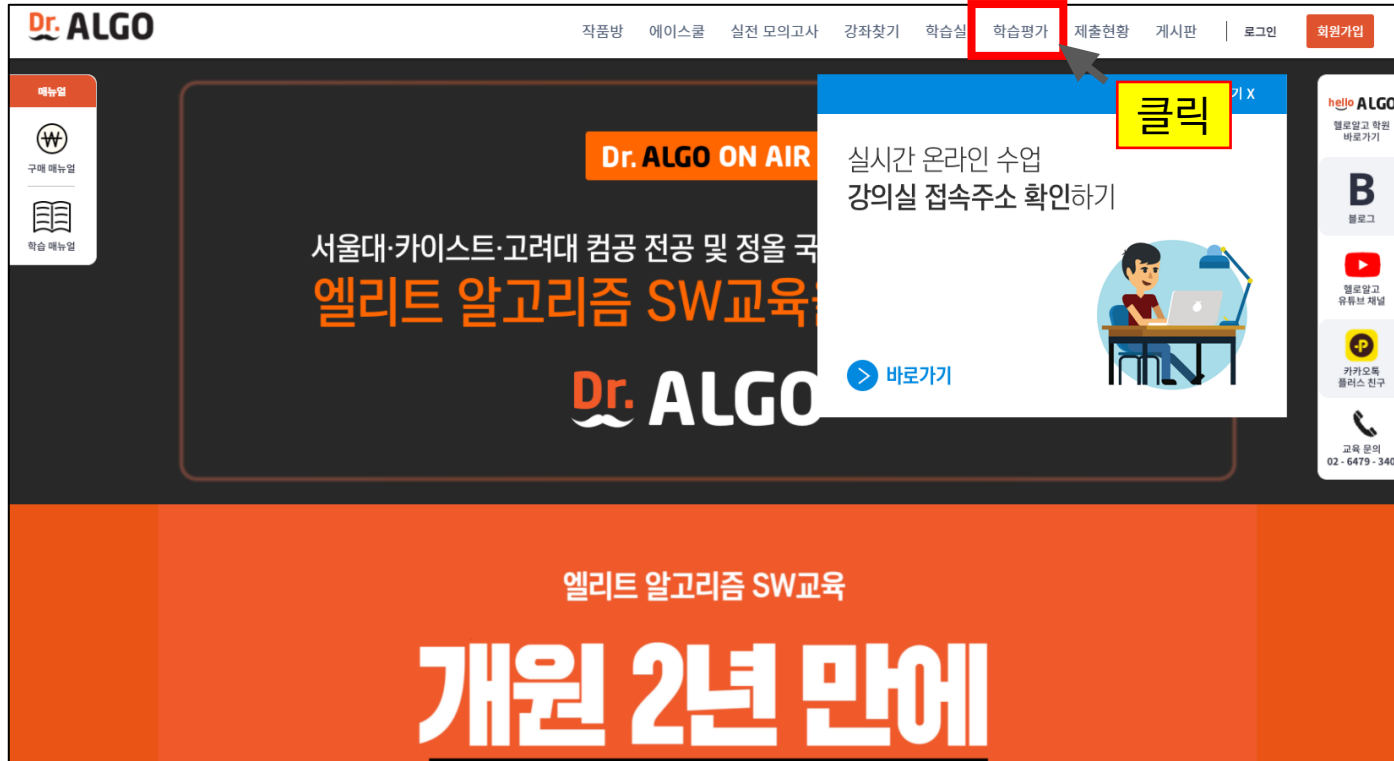 Dr. ALGO
작품방 에이스쿨 실전 모의고사 강좌찾기 학습실 학습평가 제출현황 게시판 로그인 회원가입
매뉴얼
구매 매뉴얼
학습 매뉴얼
Dr. ALGO ON AIR
서울대·카이스트·고려대 컴공 전공 및 정올 국
엘리트 알고리즘 SW교육
Dr. ALGO
클릭
기 X
실시간 온라인 수업
강의실 접속주소 확인하기
바로가기
hello ALGO
헬로알고 학원
바로가기
B
블로그
헬로알고
유튜브 채널
P
카카오톡
플러스 친구
교육 문의
02 - 6479 - 340
엘리트 알고리즘 SW교육
개원 2년 만에